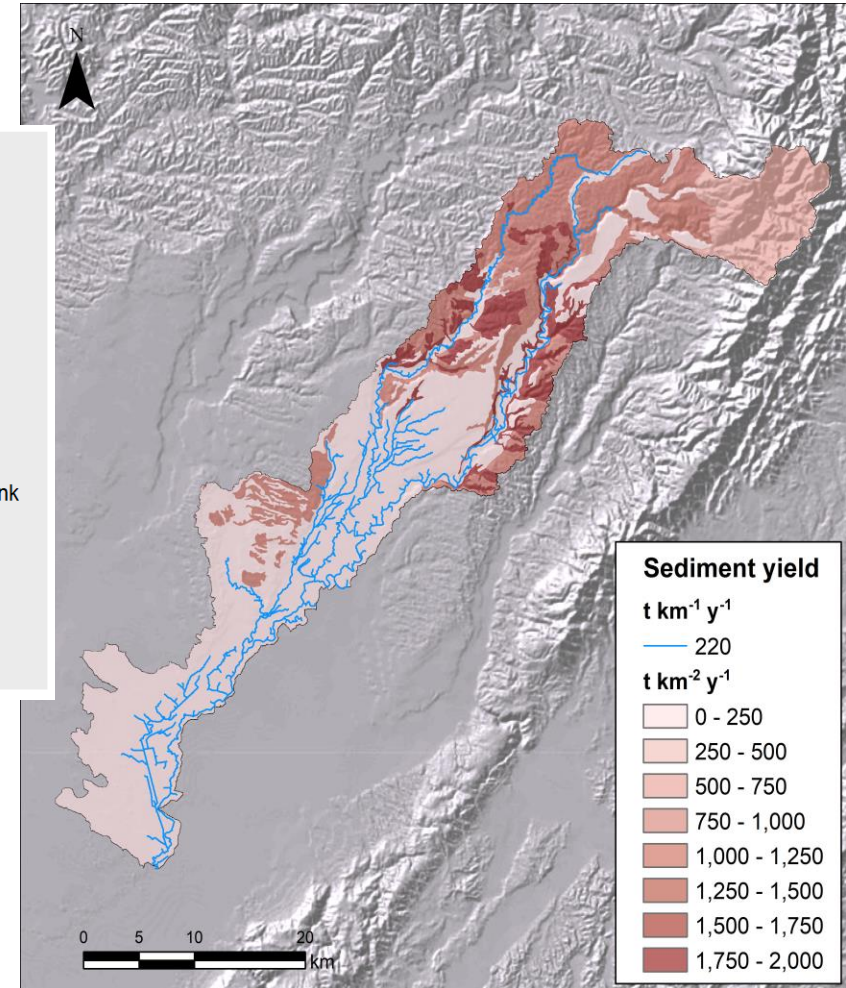 N
nk
Sediment yield
t km⁻¹ y⁻¹
220
t km⁻² y⁻¹
0 - 250
250 - 500
500 - 750
750 - 1,000
1,000 - 1,250
1,250 - 1,500
1,500 - 1,750
1,750 - 2,000
0 5 10 20
km